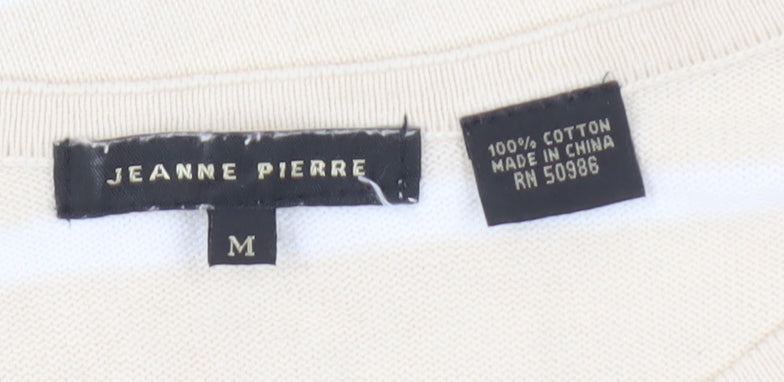 JEANNE PIERRE
M
100% COTTON
MADE IN CHINA
RN 50986